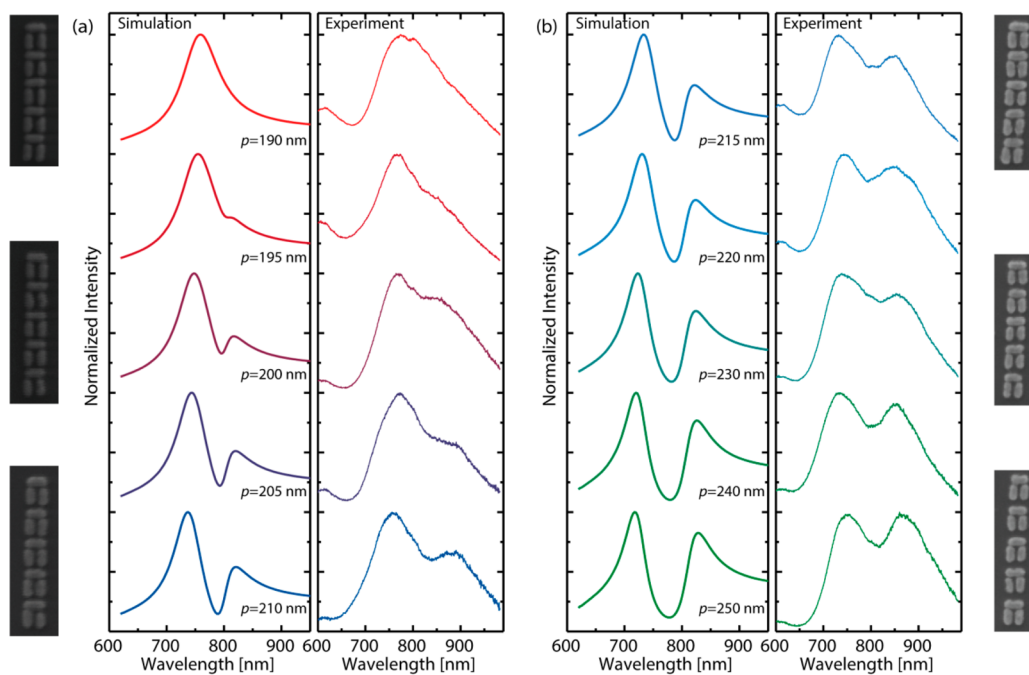 (a)
Simulation
Experiment
Normalized Intensity
p=190 nm
p=195 nm
p=200 nm
p=205 nm
p=210 nm
600 700 800 900
600 700 800 900
Wavelength [nm]
Wavelength [nm]
(b)
Simulation
Experiment
Normalized Intensity
p=215 nm
p=220 nm
p=230 nm
p=240 nm
p=250 nm
600 700 800 900
600 700 800 900
Wavelength [nm]
Wavelength [nm]